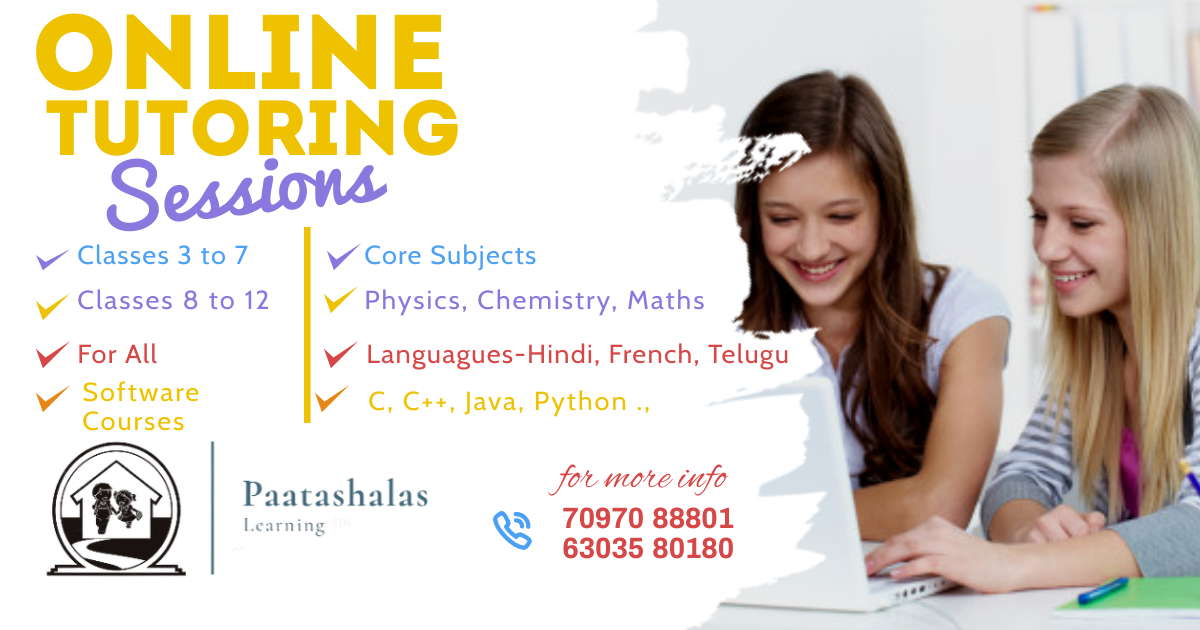 ONLINE
TUTORING
Sessions
Classes 3 to 7
Core Subjects
Classes 8 to 12
Physics, Chemistry, Maths
For All
Languagues-Hindi, French, Telugu
Software
Courses
C, C++, Java, Python .,
Paatashalas
Learning
for more info
70970 88801
63035 80180